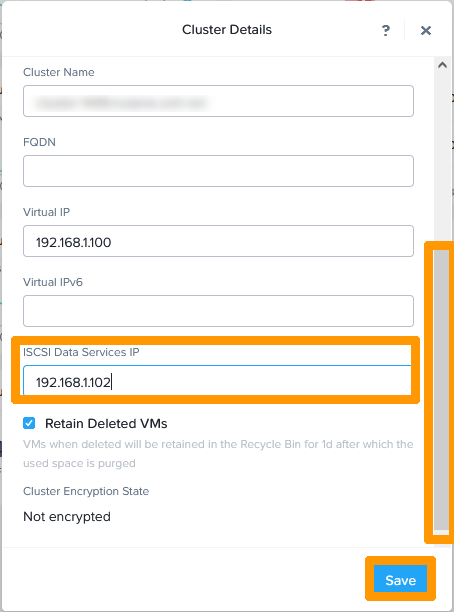 Cluster Details
?
Cluster Name
FQDN
Virtual IP
192.168.1.100
Virtual IPv6
ISCSI Data Services IP
192.168.1.102
Retain Deleted VMs
VMs when deleted will be retained in the Recycle Bin for 1d after which the
used space is purged
Cluster Encryption State
Not encrypted
Save